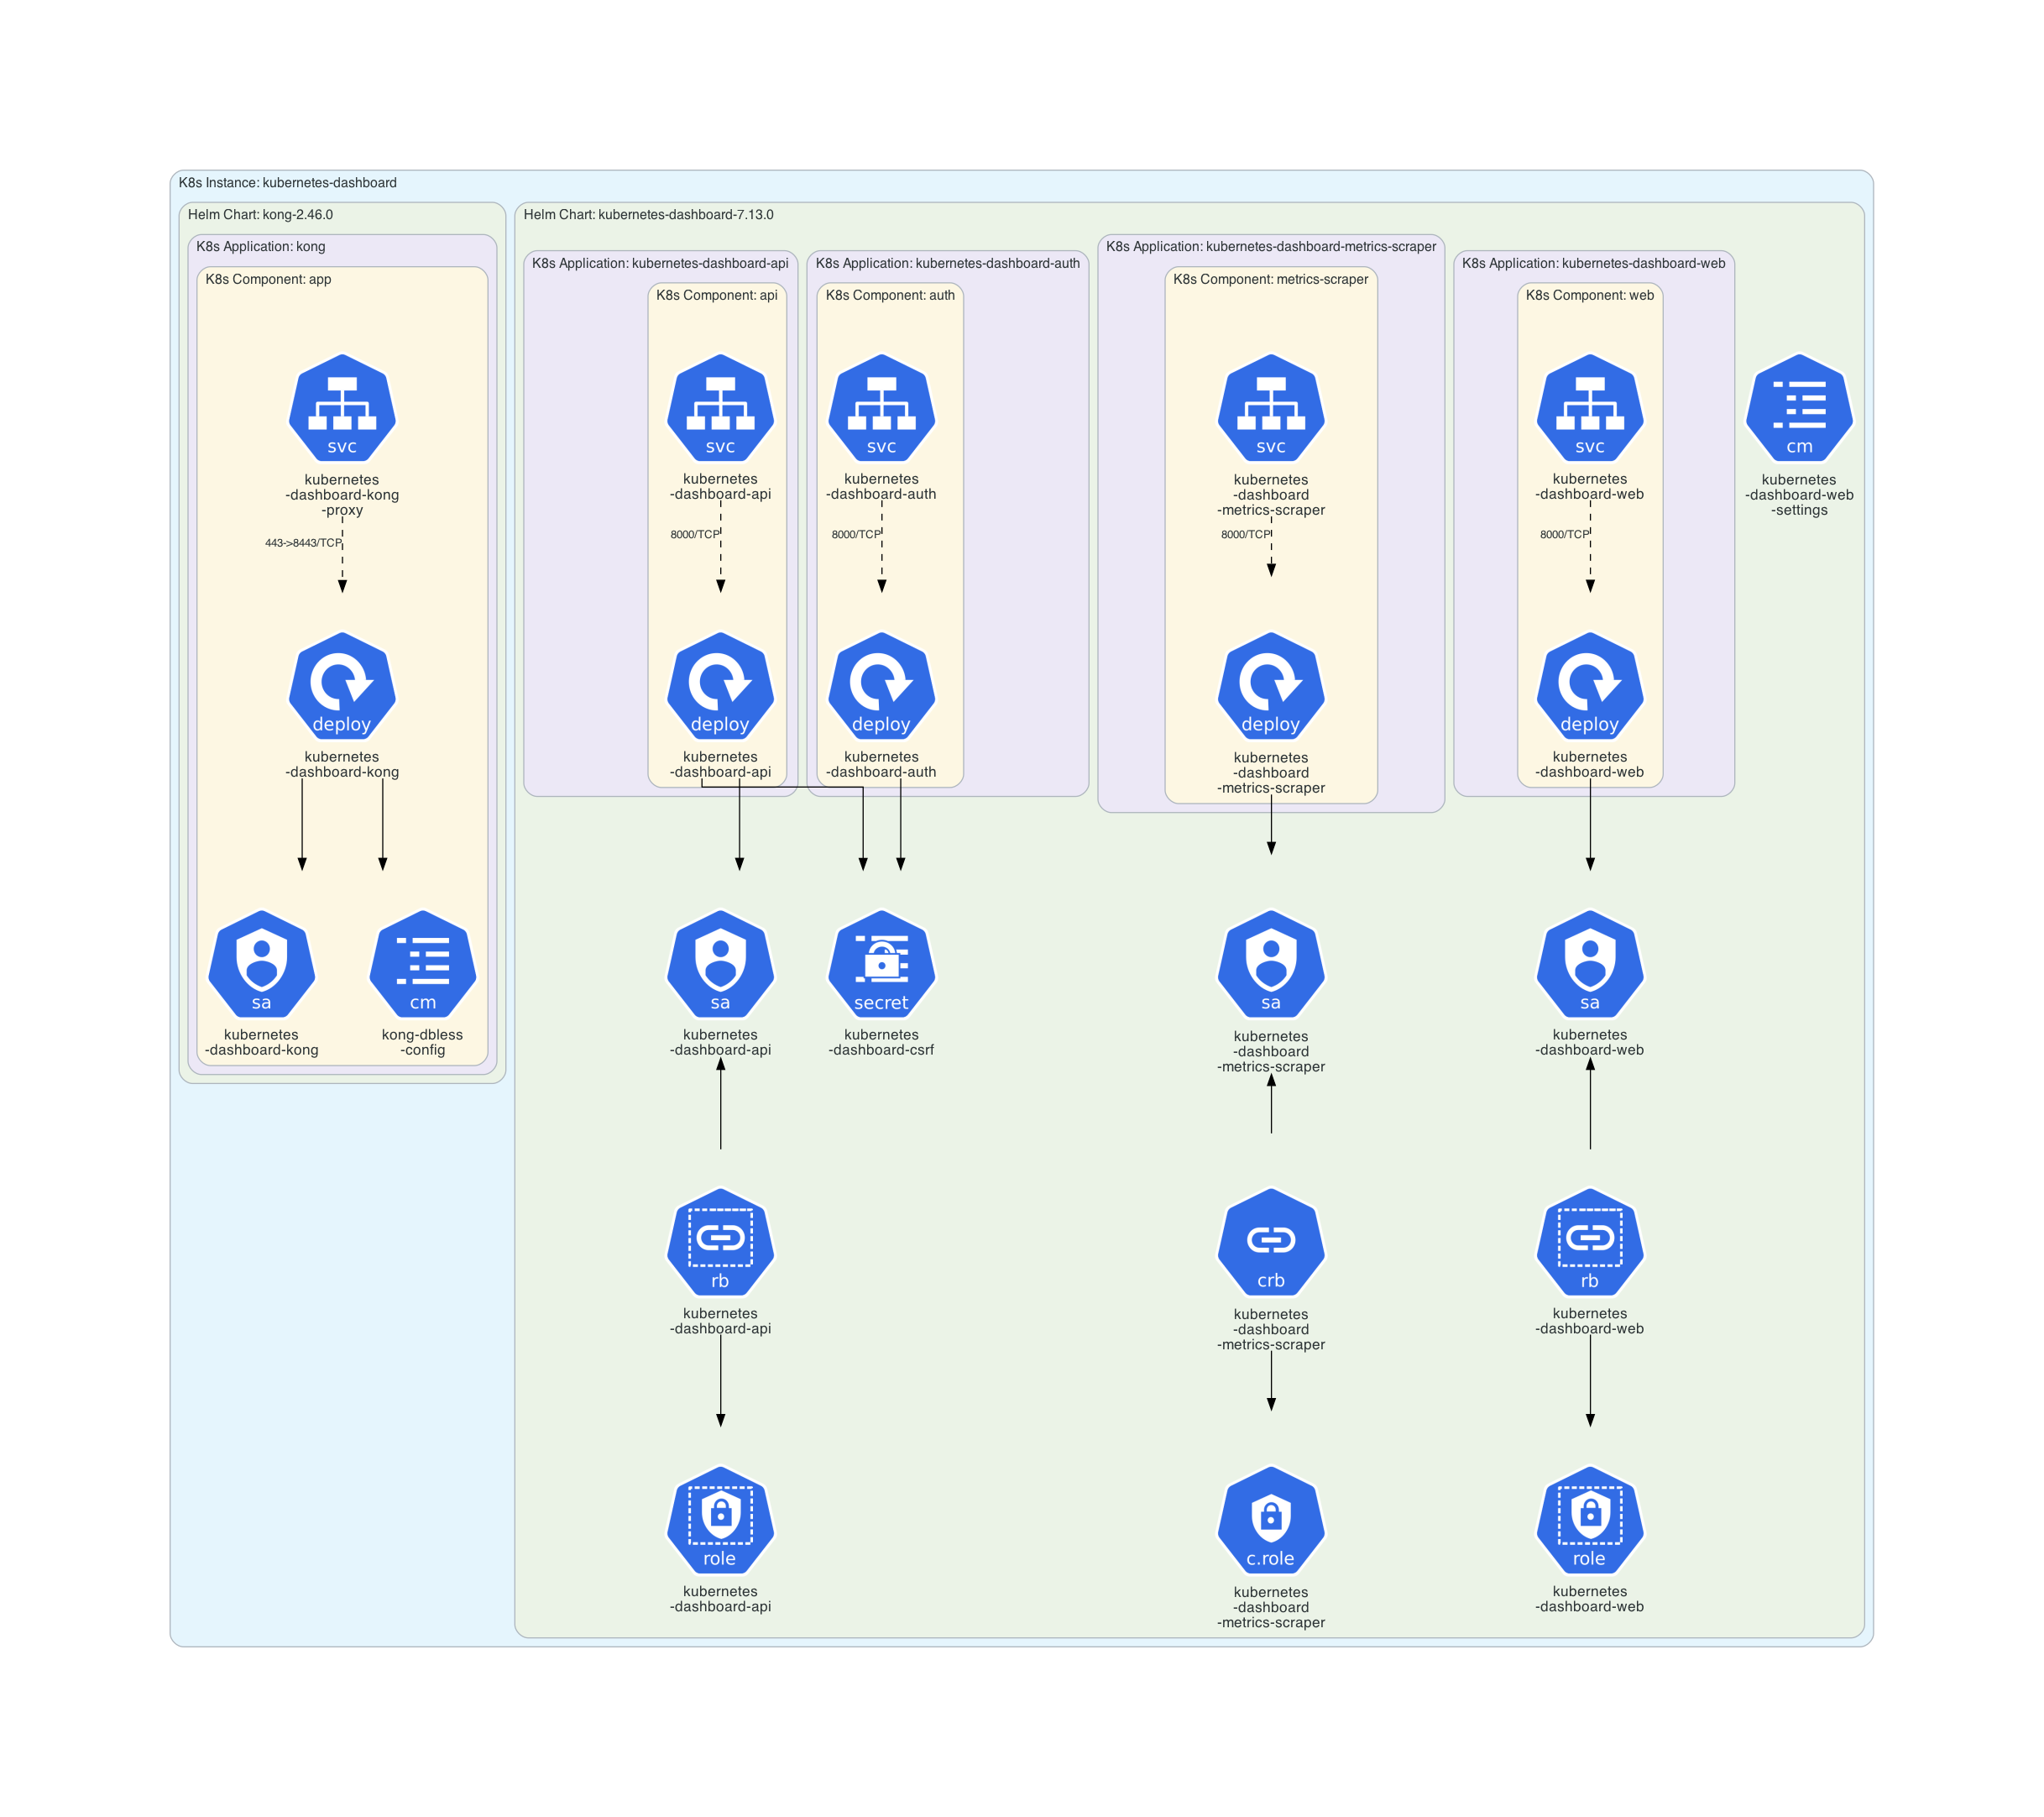 K8s Instance: kubernetes-dashboard
Helm Chart: kong-2.46.0
K8s Application: kong
K8s Component: app
svc
kubernetes
-dashboard-kong
-proxy
443->8443/TCP
deploy
kubernetes
-dashboard-kong
sa
kubernetes
-dashboard-kong
cm
kong-dbless
-config
Helm Chart: kubernetes-dashboard-7.13.0
K8s Application: kubernetes-dashboard-api
K8s Component: api
svc
kubernetes
-dashboard-api
8000/TCP
deploy
kubernetes
-dashboard-api
sa
kubernetes
-dashboard-api
rb
kubernetes
-dashboard-api
role
kubernetes
-dashboard-api
K8s Application: kubernetes-dashboard-auth
K8s Component: auth
svc
kubernetes
-dashboard-auth
8000/TCP
deploy
kubernetes
-dashboard-auth
secret
kubernetes
-dashboard-csrf
K8s Application: kubernetes-dashboard-metrics-scraper
K8s Component: metrics-scraper
svc
kubernetes
-dashboard
-metrics-scraper
8000/TCP
deploy
kubernetes
-dashboard
-metrics-scraper
sa
kubernetes
-dashboard
-metrics-scraper
crb
kubernetes
-dashboard
-metrics-scraper
c.role
kubernetes
-dashboard
-metrics-scraper
K8s Application: kubernetes-dashboard-web
K8s Component: web
svc
kubernetes
-dashboard-web
8000/TCP
deploy
kubernetes
-dashboard-web
sa
kubernetes
-dashboard-web
rb
kubernetes
-dashboard-web
role
kubernetes
-dashboard-web
cm
kubernetes
-dashboard-web
-settings